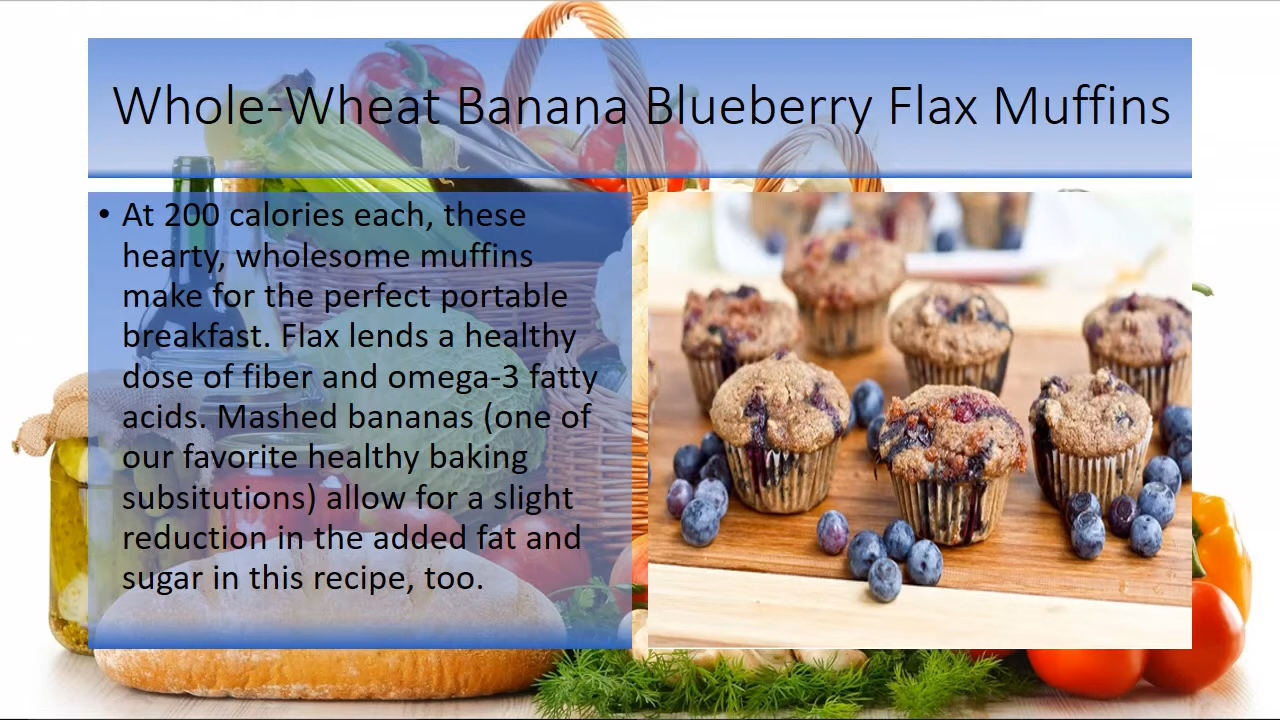 Whole-Wheat Banana Blueberry Flax Muffins
• At 200 calories each, these
hearty, wholesome muffins
make for the perfect portable
breakfast. Flax lends a healthy
dose of fiber and omega-3 fatty
acids. Mashed bananas (one of
our favorite healthy baking
subsitutions) allow for a slight
reduction in the added fat and
sugar in this recipe, too.